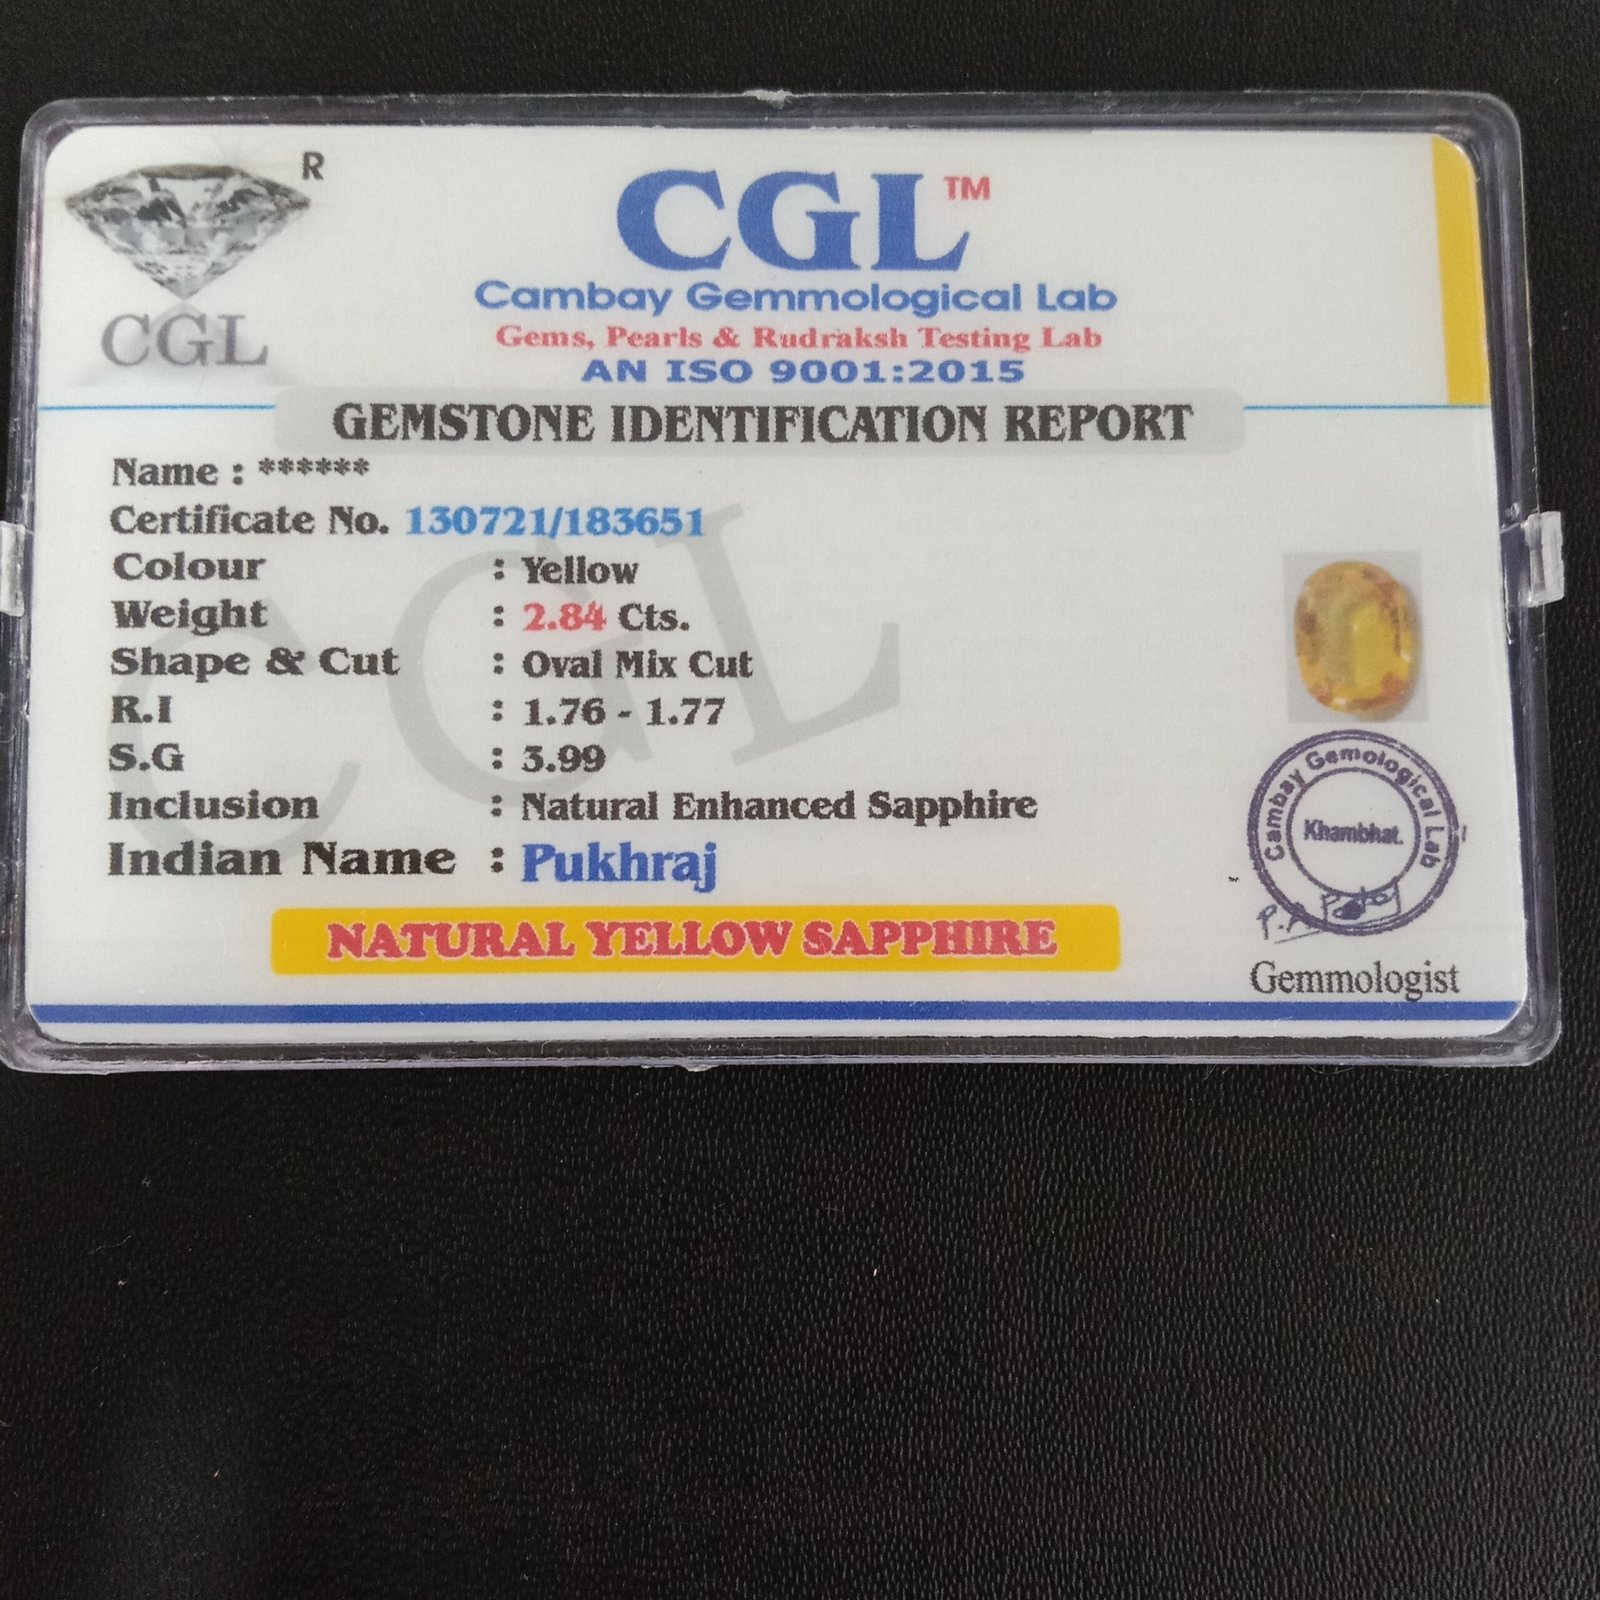 R
CGL
CGL™
Cambay Gemmological Lab
Gems, Pearls & Rudraksh Testing Lab
AN ISO 9001:2015
GEMSTONE IDENTIFICATION REPORT
Name : ******
Certificate No. 130721/183651
Colour : Yellow
Weight : 2.84 Cts.
Shape & Cut : Oval Mix Cut
R.I : 1.76 - 1.77
S.G : 3.99
Inclusion : Natural Enhanced Sapphire
Indian Name : Pukhraj
NATURAL YELLOW SAPPHIRE
CGL
Cambay Gemological Lab
Khambhat.
Gemmologist